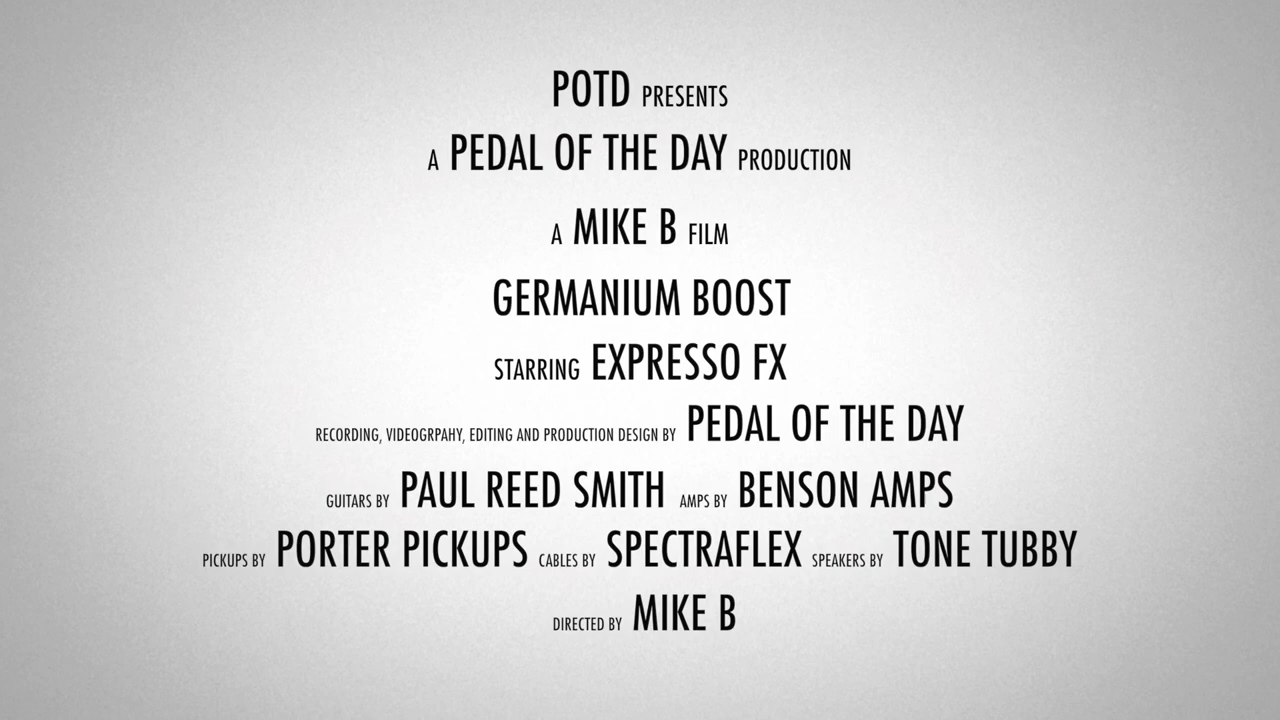 POTD PRESENTS
A PEDAL OF THE DAY PRODUCTION
A MIKE B FILM
GERMANIUM BOOST
STARRING EXPRESSO FX
RECORDING, VIDEOGRPAHY, EDITING AND PRODUCTION DESIGN BY PEDAL OF THE DAY
GUITARS BY PAUL REED SMITH AMPS BY BENSON AMPS
PICKUPS BY PORTER PICKUPS CABLES BY SPECTRAFLEX SPEAKERS BY TONE TUBBY
DIRECTED BY MIKE B